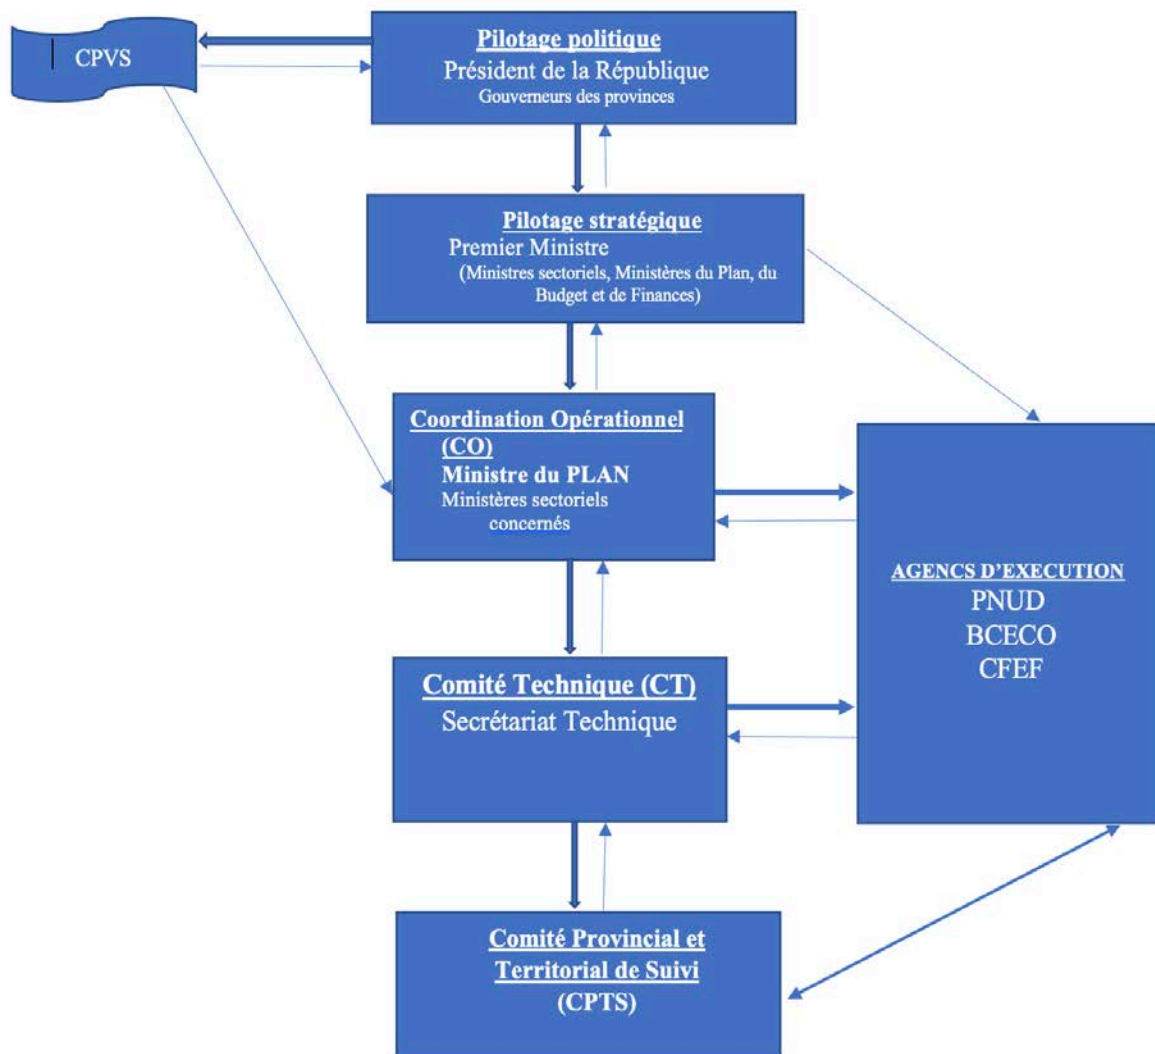 CPVS
Pilotage politique
Président de la République
Gouverneurs des provinces
Pilotage stratégique
Premier Ministre
(Ministres sectoriels, Ministères du Plan, du
Budget et de Finances)
Coordination Opérationnel
(CO)
Ministre du PLAN
Ministères sectoriels
concernés
AGENCS D’EXECUTION
PNUD
BCECO
CFEF
Comité Technique (CT)
Secrétariat Technique
Comité Provincial et
Territorial de Suivi
(CPTS)